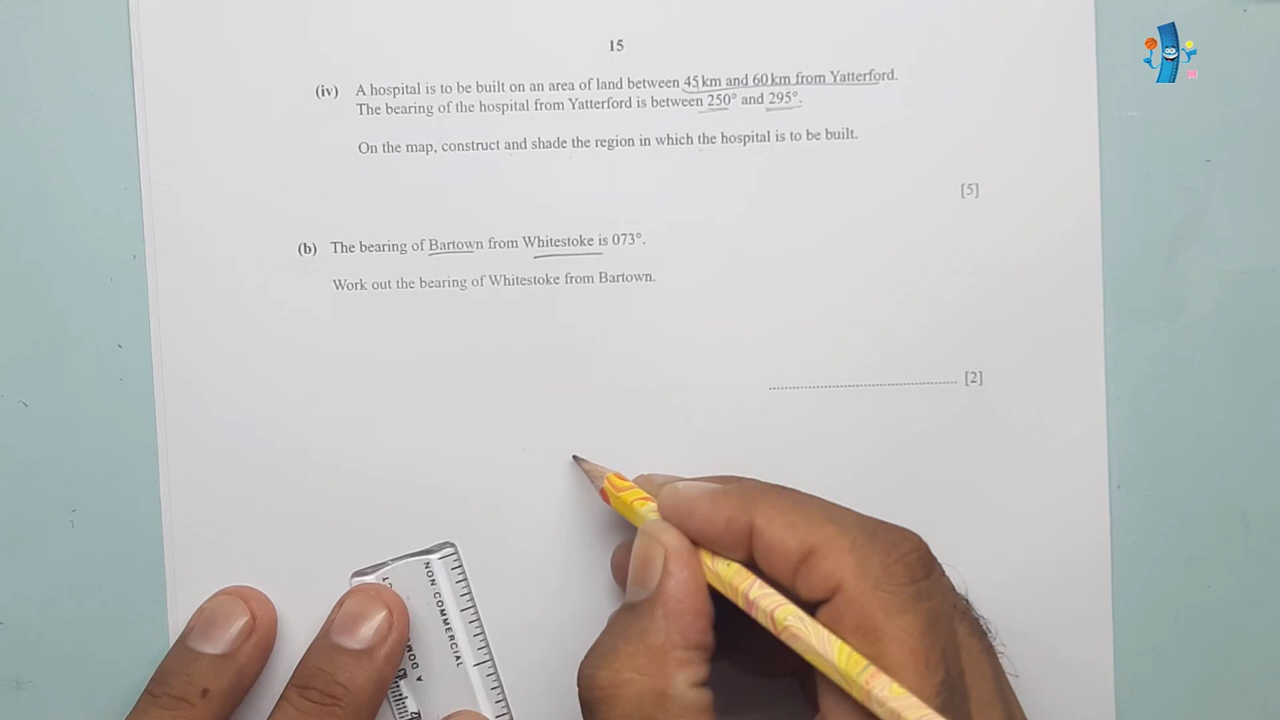 15
(iv) A hospital is to be built on an area of land between 45 km and 60 km from Yatterford.
The bearing of the hospital from Yatterford is between 250° and 295°.
On the map, construct and shade the region in which the hospital is to be built.
[5]
(b) The bearing of Bartown from Whitestoke is 073°.
Work out the bearing of Whitestoke from Bartown.
[2]
NON-COMMERCIAL
M